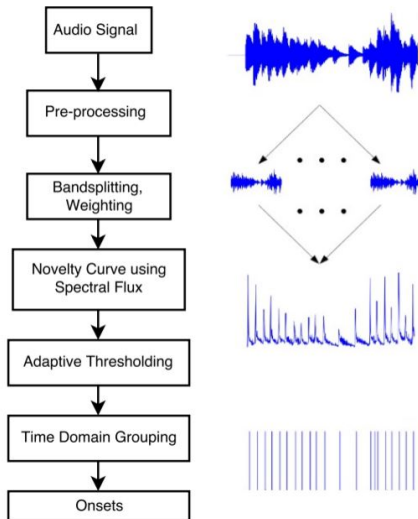 Audio Signal
Pre-processing
Bandsplitting,
Weighting
Novelty Curve using
Spectral Flux
Adaptive Thresholding
Time Domain Grouping
Onsets